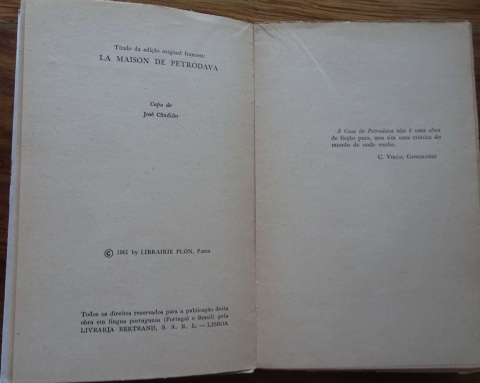 Título da edição original francesa:
LA MAISON DE PETRODAVA
Capa de
José Cândido
© 1961 by LIBRAIRIE PLON, Paris
Todos os direitos reservados para a publicação desta
obra em língua portuguesa (Portugal e Brasil) pela
LIVRARIA BERTRAND, S. A. R. L. — LISBOA
A Casa de Petrodava não é uma obra
de ficção pura, mas sim uma crónica do
mundo de onde venho.
C. VIRGIL GHEORGHIU